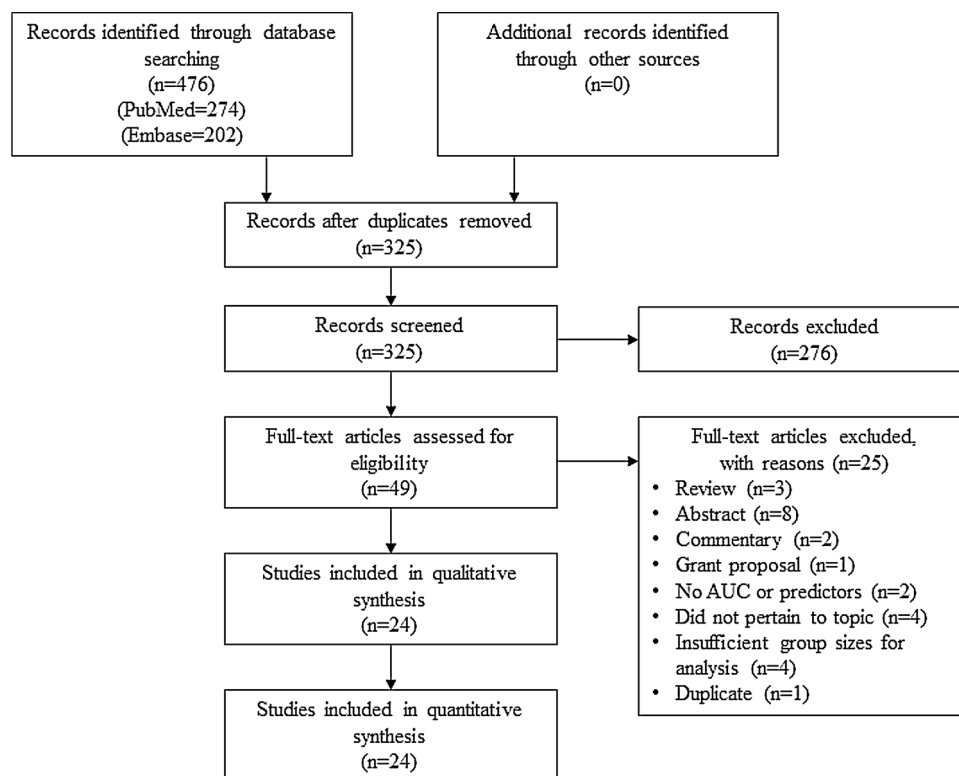 Records identified through database
searching
(n=476)
(PubMed=274)
(Embase=202)
Additional records identified
through other sources
(n=0)
Records after duplicates removed
(n=325)
Records screened
(n=325)
Records excluded
(n=276)
Full-text articles assessed for
eligibility
(n=49)
Full-text articles excluded,
with reasons (n=25)
• Review (n=3)
• Abstract (n=8)
• Commentary (n=2)
• Grant proposal (n=1)
• No AUC or predictors (n=2)
• Did not pertain to topic (n=4)
• Insufficient group sizes for
analysis (n=4)
• Duplicate (n=1)
Studies included in qualitative
synthesis
(n=24)
Studies included in quantitative
synthesis
(n=24)